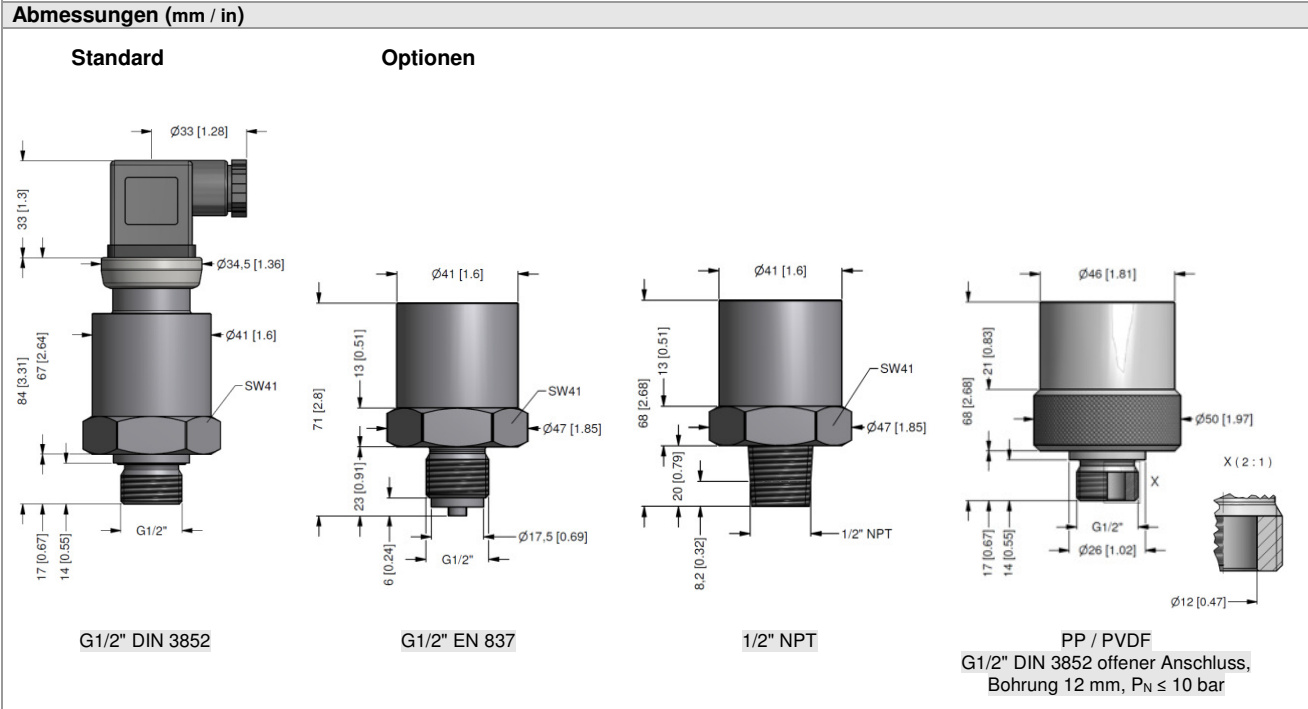 Abmessungen (mm / in)
Standard
Optionen
Ø33 [1.28]
33 [1.3]
Ø34,5 [1.36]
84 [3.31]
67 [2.64]
Ø41 [1.6]
SW41
17 [0.67]
14 [0.55]
G1/2"
G1/2" DIN 3852
Ø41 [1.6]
71 [2.8]
13 [0.51]
SW41
Ø47 [1.85]
23 [0.91]
6 [0.24]
Ø17,5 [0.69]
G1/2"
G1/2" EN 837
Ø41 [1.6]
68 [2.68]
13 [0.51]
SW41
Ø47 [1.85]
20 [0.79]
8,2 [0.32]
1/2" NPT
1/2" NPT
Ø46 [1.81]
68 [2.68]
21 [0.83]
Ø50 [1.97]
X ( 2 : 1 )
X
17 [0.67]
14 [0.55]
G1/2"
Ø26 [1.02]
Ø12 [0.47]
PP / PVDF
G1/2" DIN 3852 offener Anschluss,
Bohrung 12 mm, PN ≤ 10 bar